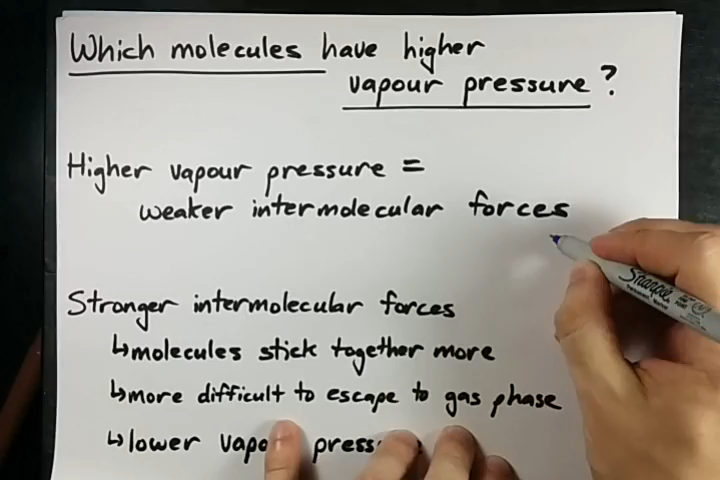 Which molecules have higher
vapour pressure?
Higher vapour pressure =
weaker intermolecular forces
Stronger intermolecular forces
↳molecules stick together more
↳more difficult to escape to gas phase
↳lower
Sharpie